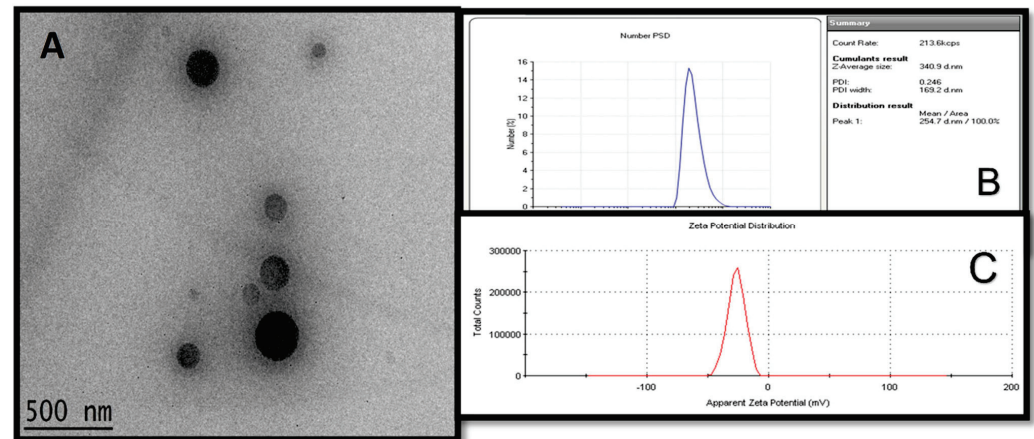 A
500 nm
Number PSD
Number [%]
16
14
12
10
8
6
4
2
0
Summary
Count Rate: 213.6kcps
Cumulants result
Z-Average size: 340.9 d.nm
PDI: 0.246
PDI width: 169.2 d.nm
Distribution result
Mean / Area
Peak 1: 254.7 d.nm / 100.0%
B
Zeta Potential Distribution
C
Total Counts
300000
200000
100000
0
-100 0 100 200
Apparent Zeta Potential (mV)